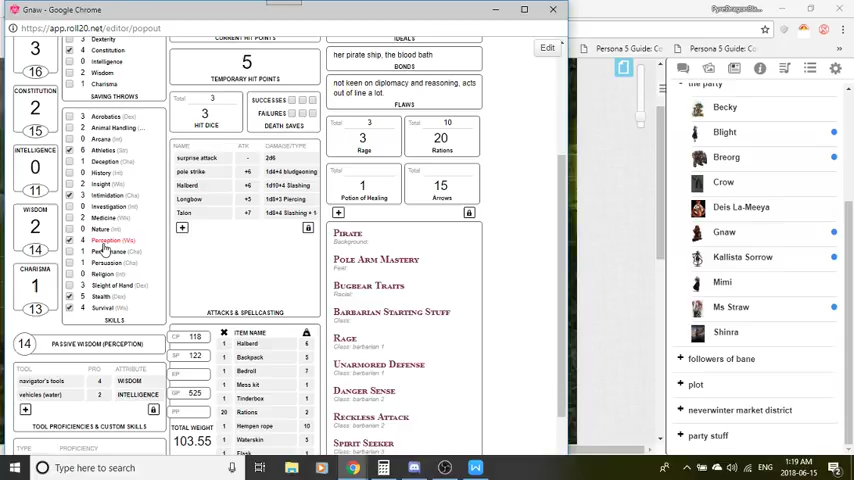 Gnaw - Google Chrome
https://app.roll20.net/editor/popout
Edit
3
16
CONSTITUTION
2
15
INTELLIGENCE
0
11
WISDOM
2
14
CHARISMA
1
13
3 Dexterity
4 Constitution
0 Intelligence
2 Wisdom
1 Charisma
SAVING THROWS
3 Acrobatics (Dex)
2 Animal Handling (...
0 Arcana (Int)
6 Athletics (Str)
1 Deception (Cha)
0 History (Int)
2 Insight (Wis)
3 Intimidation (Cha)
0 Investigation (Int)
2 Medicine (Wis)
0 Nature (Int)
4 Perception (Wis)
1 Performance (Cha)
1 Persuasion (Cha)
0 Religion (Int)
3 Sleight of Hand (Dex)
5 Stealth (Dex)
4 Survival (Wis)
SKILLS
14 PASSIVE WISDOM (PERCEPTION)
TOOL PRO ATTRIBUTE
navigator's tools 4 WISDOM
vehicles (water) 2 INTELLIGENCE
TOOL PROFICIENCIES & CUSTOM SKILLS
TYPE PROFICIENCY
CURRENT HIT POINTS
5
TEMPORARY HIT POINTS
Total 3
3
HIT DICE
SUCCESSES
FAILURES
DEATH SAVES
NAME ATK DAMAGE/TYPE
surprise attack - 2d6
pole strike +6 1d4+4 bludgeoning
Halberd +6 1d10+4 Slashing
Longbow +5 1d8+3 Piercing
Talon +7 1d8+4 Slashing + 1
ATTACKS & SPELLCASTING
CP 118
SP 122
EP
GP 525
PP
TOTAL WEIGHT
103.55
ITEM NAME
1 Halberd 6
1 Backpack 5
1 Bedroll 7
1 Mess kit 1
1 Tinderbox 1
20 Rations 2
1 Hempen rope 10
1 Waterskin 5
1 Flask
IDEALS
her pirate ship, the blood bath
BONDS
not keen on diplomacy and reasoning, acts
out of line a lot.
FLAWS
Total 3
3
Rage
Total 10
20
Rations
Total
1
Potion of Healing
Total
15
Arrows
PIRATE
Background:
POLE ARM MASTERY
Feat
BUGBEAR TRAITS
Racial:
BARBARIAN STARTING STUFF
Class:
RAGE
Class: barbarian 1
UNARMORED DEFENSE
Class: barbarian 1
DANGER SENSE
Class: barbarian 2
RECKLESS ATTACK
Class: barbarian 2
SPIRIT SEEKER
Class: barbarian 3
PyreDragonSla...
Persona 5 Guide: Co
Persona 5 Guide: Co
the party
Becky
Blight
Breorg
Crow
Deis La-Meeya
Gnaw
Kallista Sorrow
Mimi
Ms Straw
Shinra
followers of bane
plot
neverwinter market district
party stuff
Type here to search
ENG
1:19 AM
2018-06-15